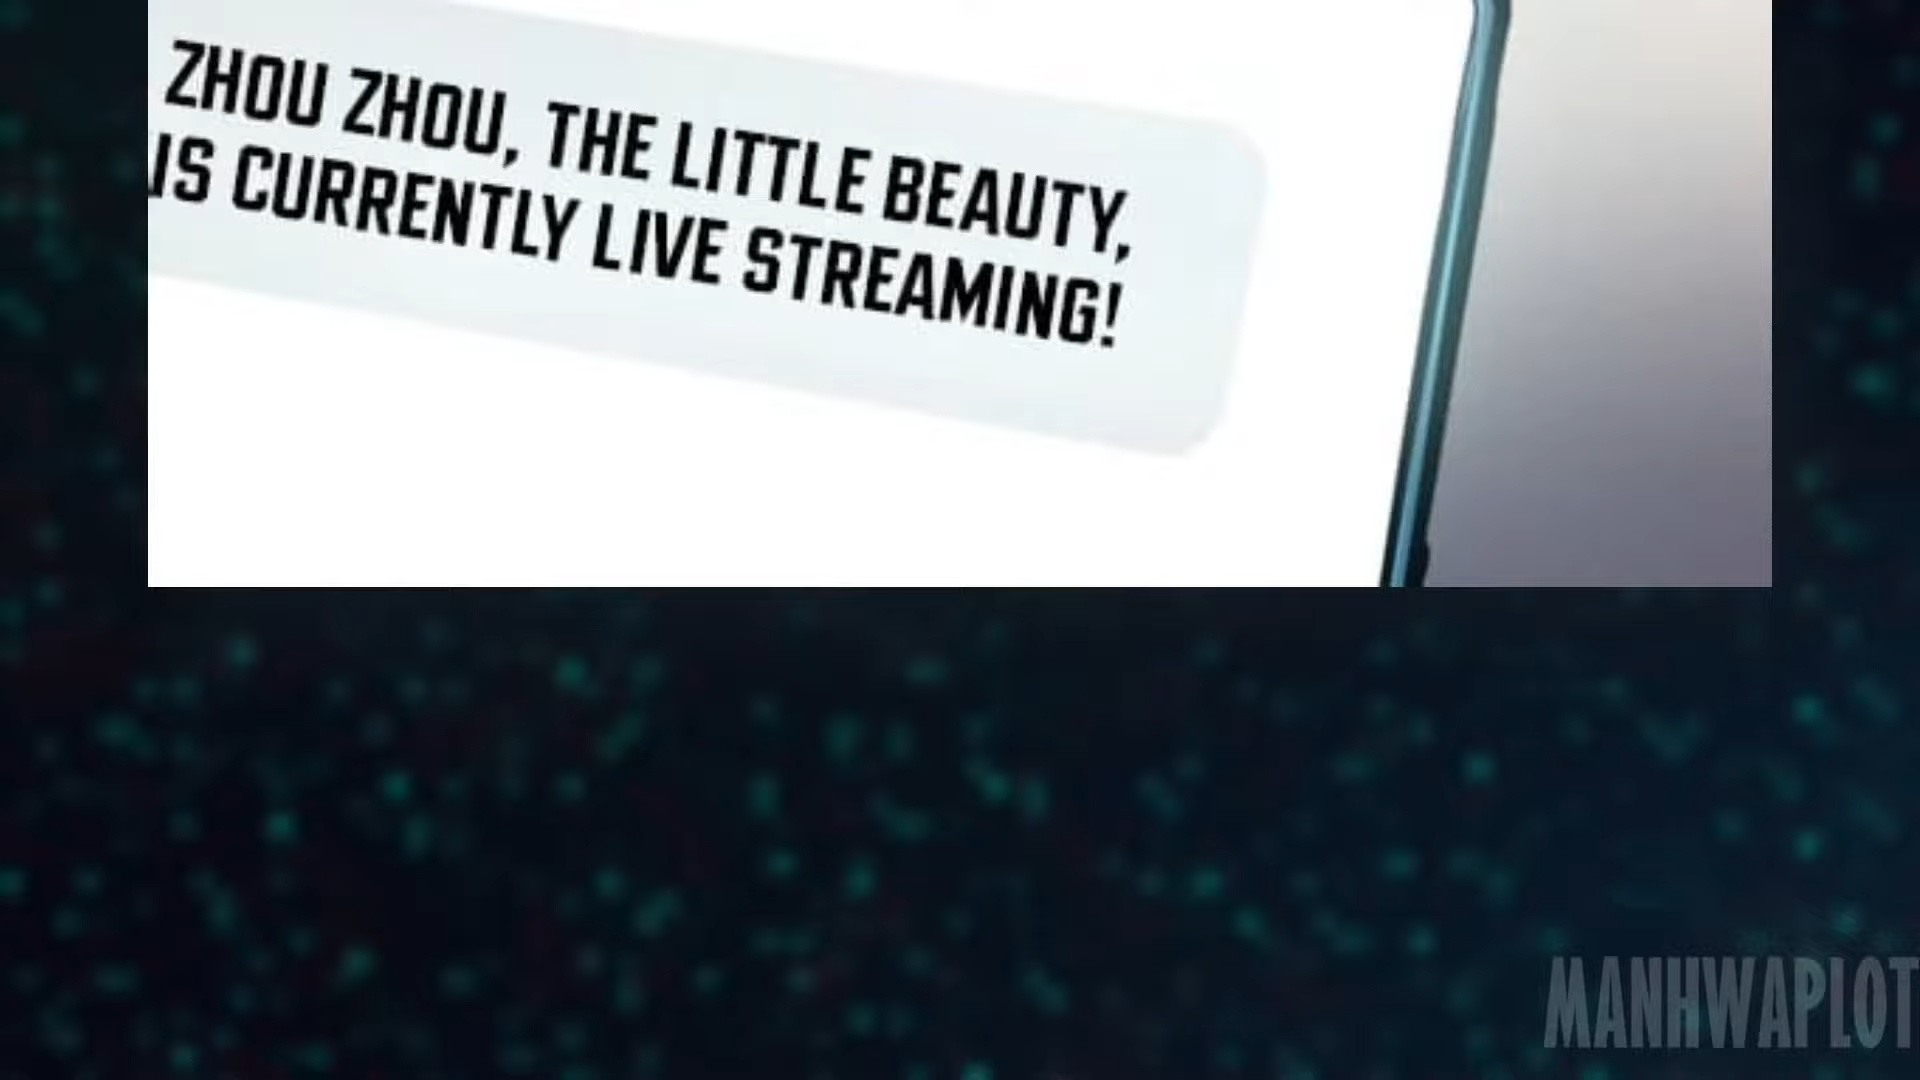 ZHOU ZHOU, THE LITTLE BEAUTY,
IS CURRENTLY LIVE STREAMING!
MANHWAPLOT